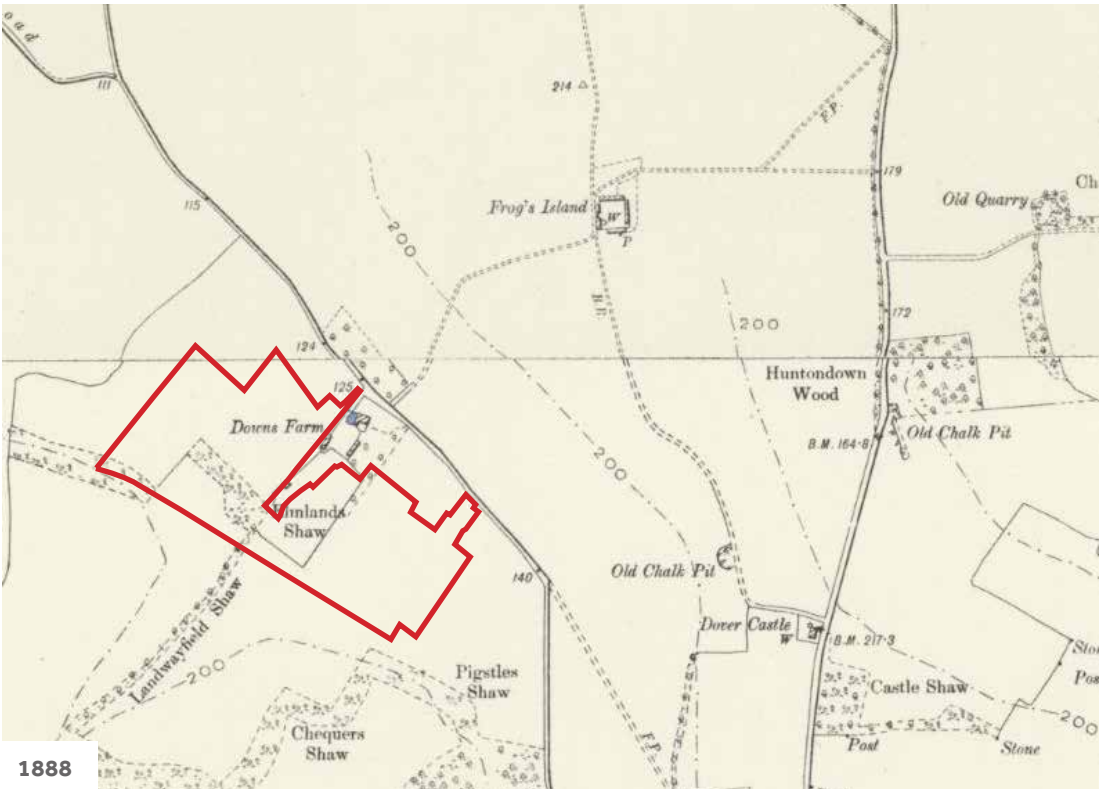 oad
111
214
F.P.
179
115
Frog's Island
W
P
Old Quarry
Ch
200
B.R.
172
200
124
125
Huntondown
Wood
Downs Farm
Old Chalk Pit
B.M. 164·8
200
Shaw
140
Old Chalk Pit
Dover Castle
W
B.M. 217·3
Landwayfield Shaw
200
Pigstles
Shaw
Castle Shaw
Pos
200
Chequers
Shaw
F.P.
Post
Stone
1888